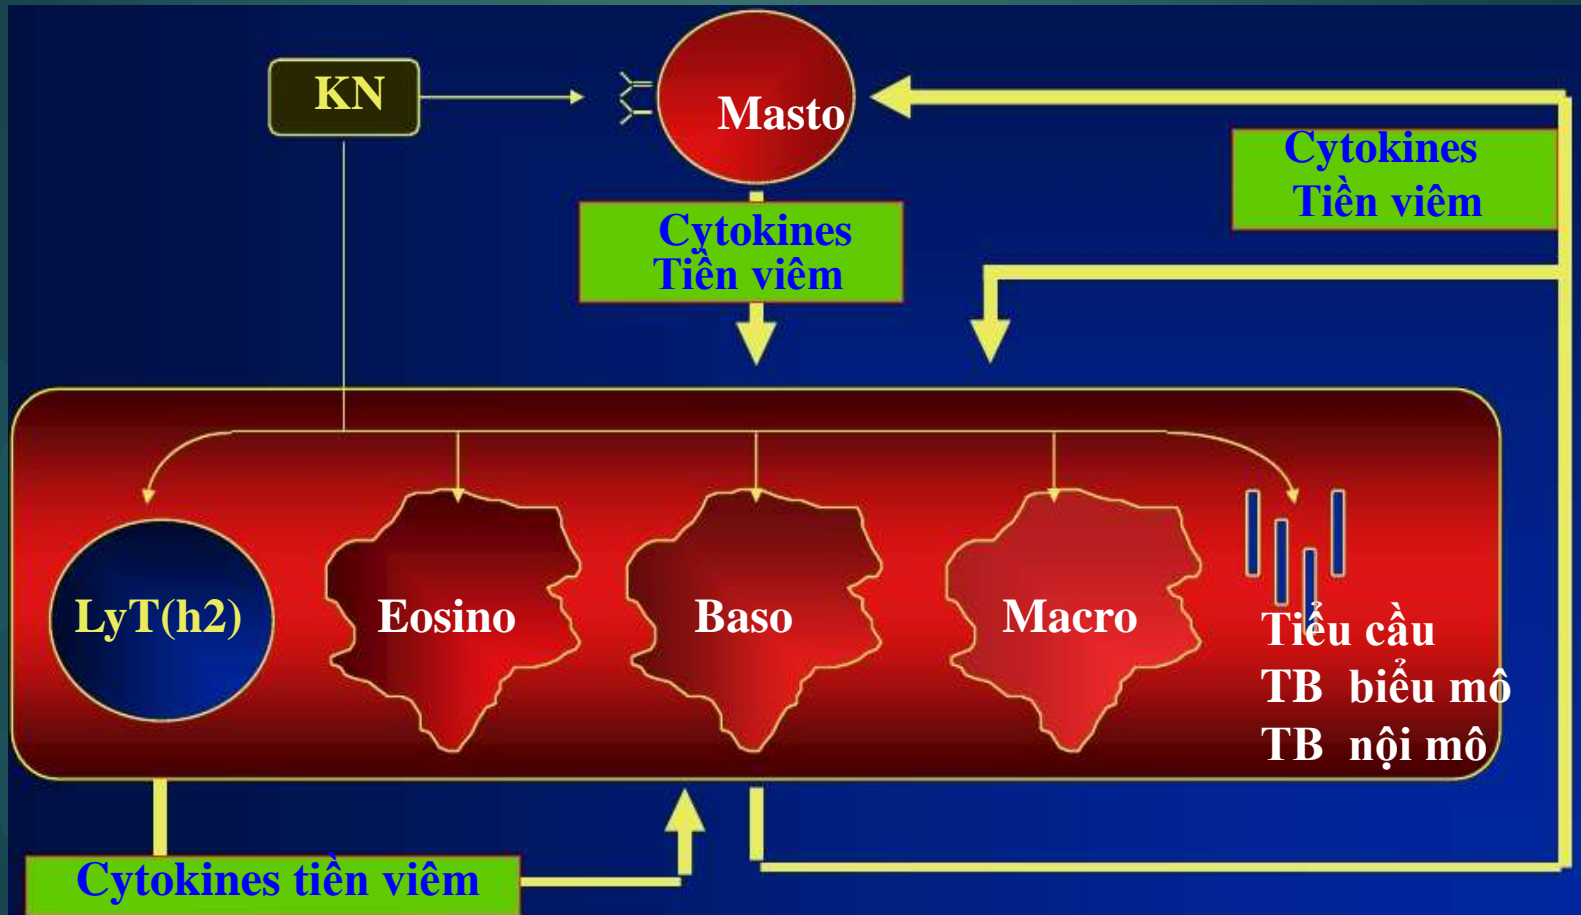 KN
Masto
Cytokines
Tiền viêm
Cytokines
Tiền viêm
LyT(h2)
Eosino
Baso
Macro
Tiểu cầu
TB biểu mô
TB nội mô
Cytokines tiền viêm